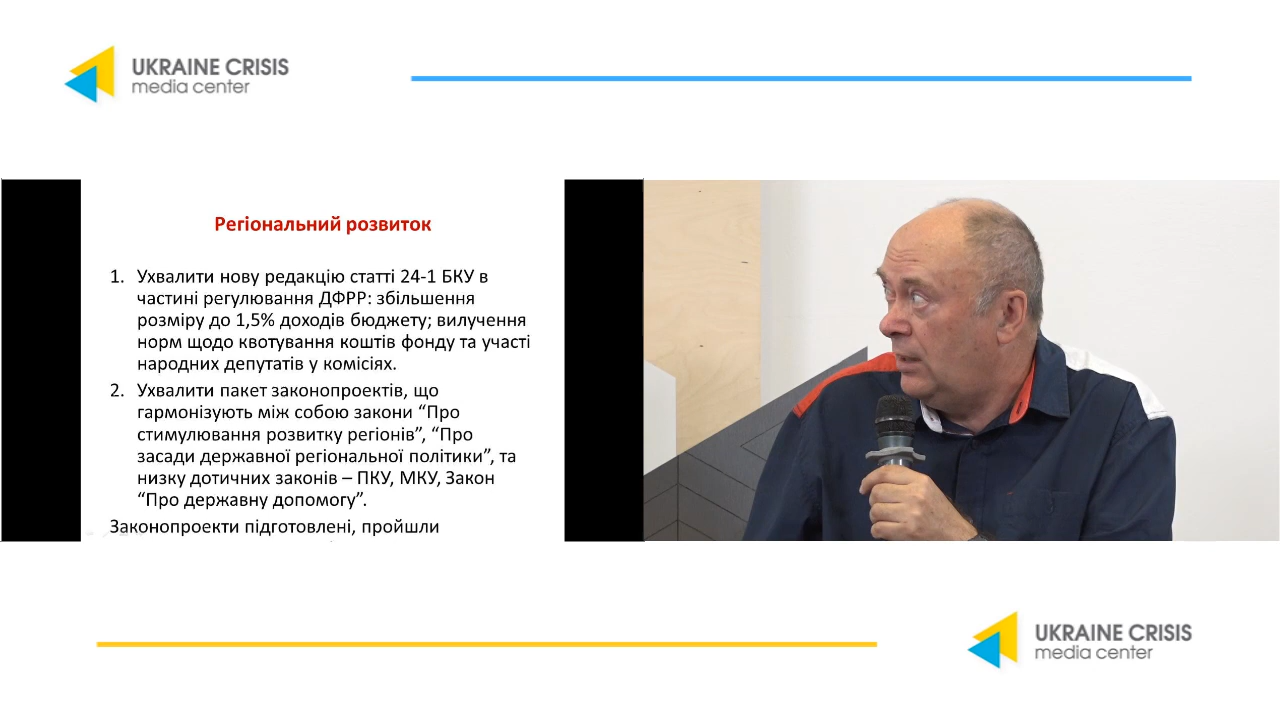 UKRAINE CRISIS
media center
Регіональний розвиток
1. Ухвалити нову редакцію статті 24-1 БКУ в
частині регулювання ДФРР: збільшення
розміру до 1,5% доходів бюджету; вилучення
норм щодо квотування коштів фонду та участі
народних депутатів у комісіях.
2. Ухвалити пакет законопроектів, що
гармонізують між собою закони “Про
стимулювання розвитку регіонів”, “Про
засади державної регіональної політики”, та
низку дотичних законів – ПКУ, МКУ, Закон
“Про державну допомогу”.
Законопроекти підготовлені, пройшли
UKRAINE CRISIS
media center